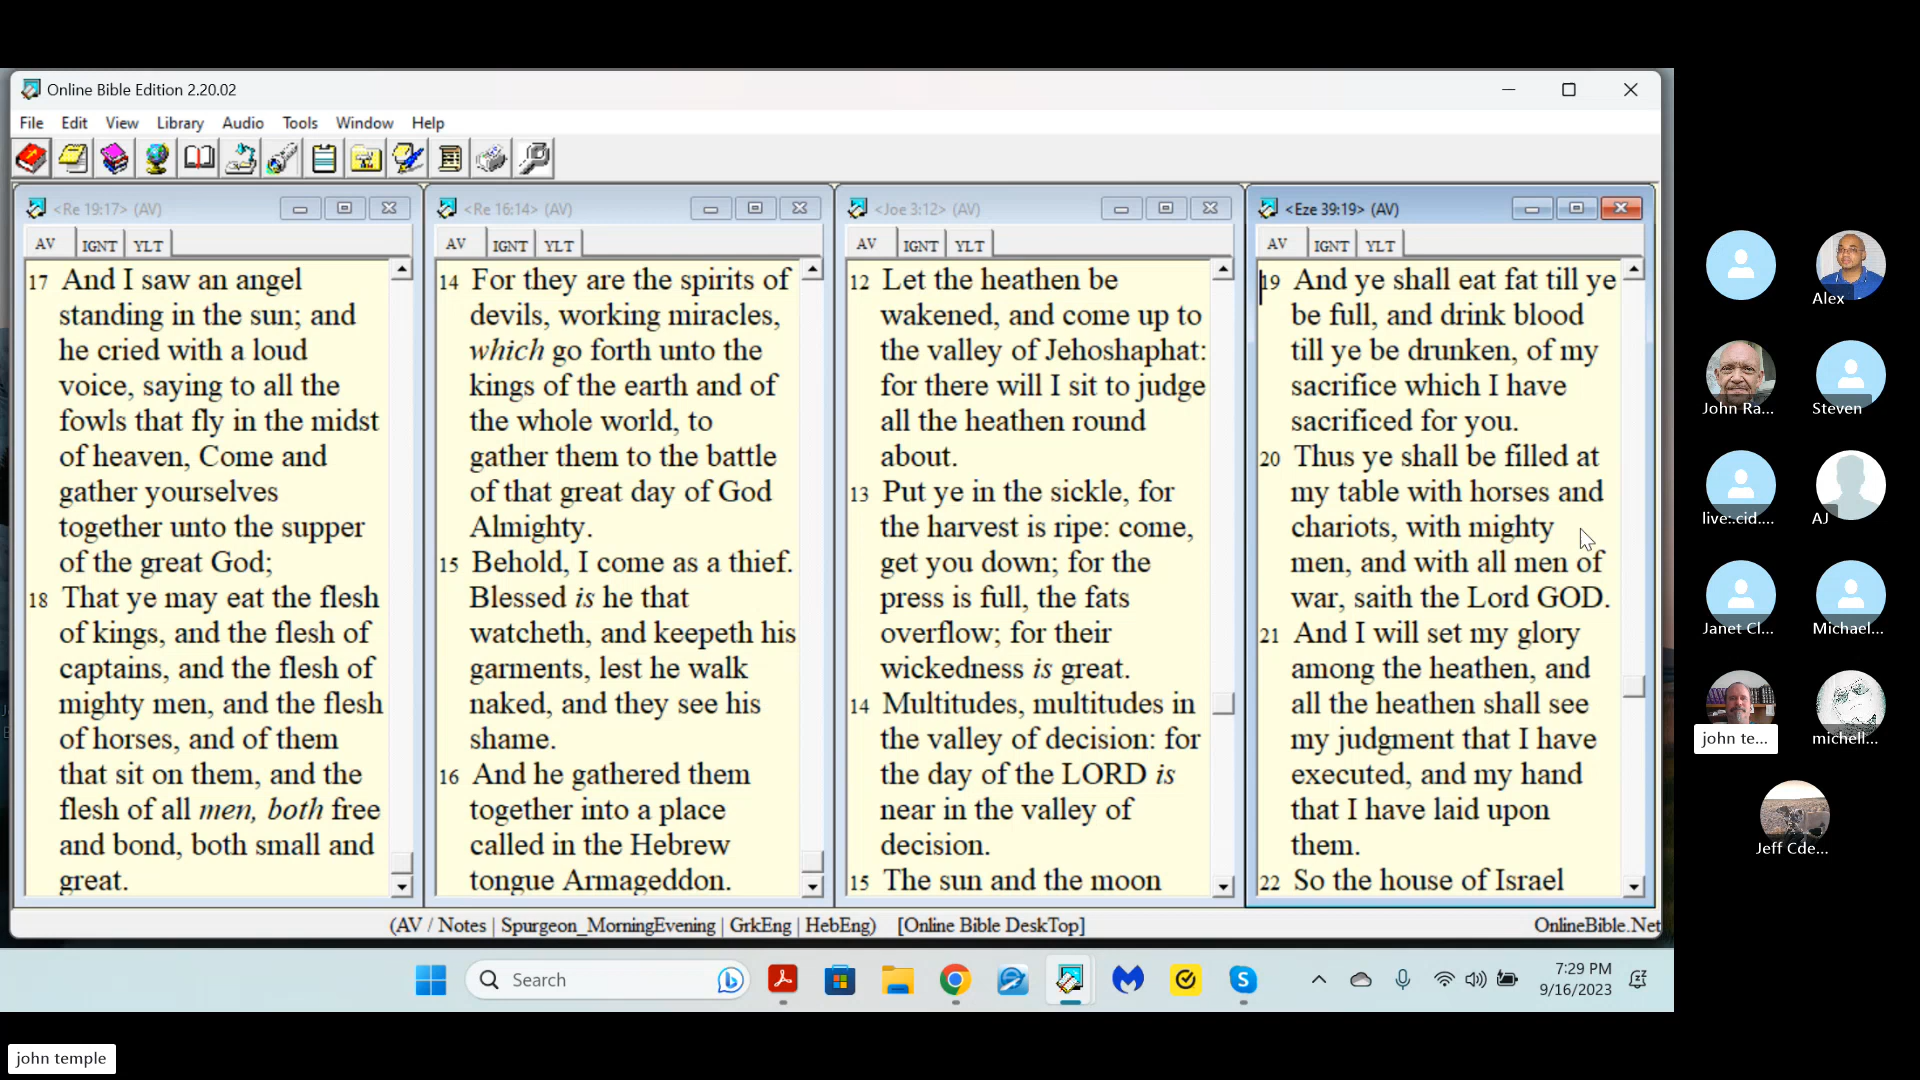 Online Bible Edition 2.20.02
File Edit View Library Audio Tools Window Help
<Re 19:17> (AV)
AV IGNT YLT
17 And I saw an angel
standing in the sun; and
he cried with a loud
voice, saying to all the
fowls that fly in the midst
of heaven, Come and
gather yourselves
together unto the supper
of the great God;
18 That ye may eat the flesh
of kings, and the flesh of
captains, and the flesh of
mighty men, and the flesh
of horses, and of them
that sit on them, and the
flesh of all men, both free
and bond, both small and
great.
<Re 16:14> (AV)
AV IGNT YLT
14 For they are the spirits of
devils, working miracles,
which go forth unto the
kings of the earth and of
the whole world, to
gather them to the battle
of that great day of God
Almighty.
15 Behold, I come as a thief.
Blessed is he that
watcheth, and keepeth his
garments, lest he walk
naked, and they see his
shame.
16 And he gathered them
together into a place
called in the Hebrew
tongue Armageddon.
<Joe 3:12> (AV)
AV IGNT YLT
12 Let the heathen be
wakened, and come up to
the valley of Jehoshaphat:
for there will I sit to judge
all the heathen round
about.
13 Put ye in the sickle, for
the harvest is ripe: come,
get you down; for the
press is full, the fats
overflow; for their
wickedness is great.
14 Multitudes, multitudes in
the valley of decision: for
the day of the LORD is
near in the valley of
decision.
15 The sun and the moon
<Eze 39:19> (AV)
AV IGNT YLT
19 And ye shall eat fat till ye
be full, and drink blood
till ye be drunken, of my
sacrifice which I have
sacrificed for you.
20 Thus ye shall be filled at
my table with horses and
chariots, with mighty
men, and with all men of
war, saith the Lord GOD.
21 And I will set my glory
among the heathen, and
all the heathen shall see
my judgment that I have
executed, and my hand
that I have laid upon
them.
22 So the house of Israel
(AV / Notes | Spurgeon_MorningEvening | GrkEng | HebEng) [Online Bible DeskTop]
OnlineBible.Net
Search
7:29 PM
9/16/2023
Alex
John Ra...
Steven
live:.cid....
AJ
Janet Cl...
Michael...
john te...
michell...
Jeff Cde...
john temple